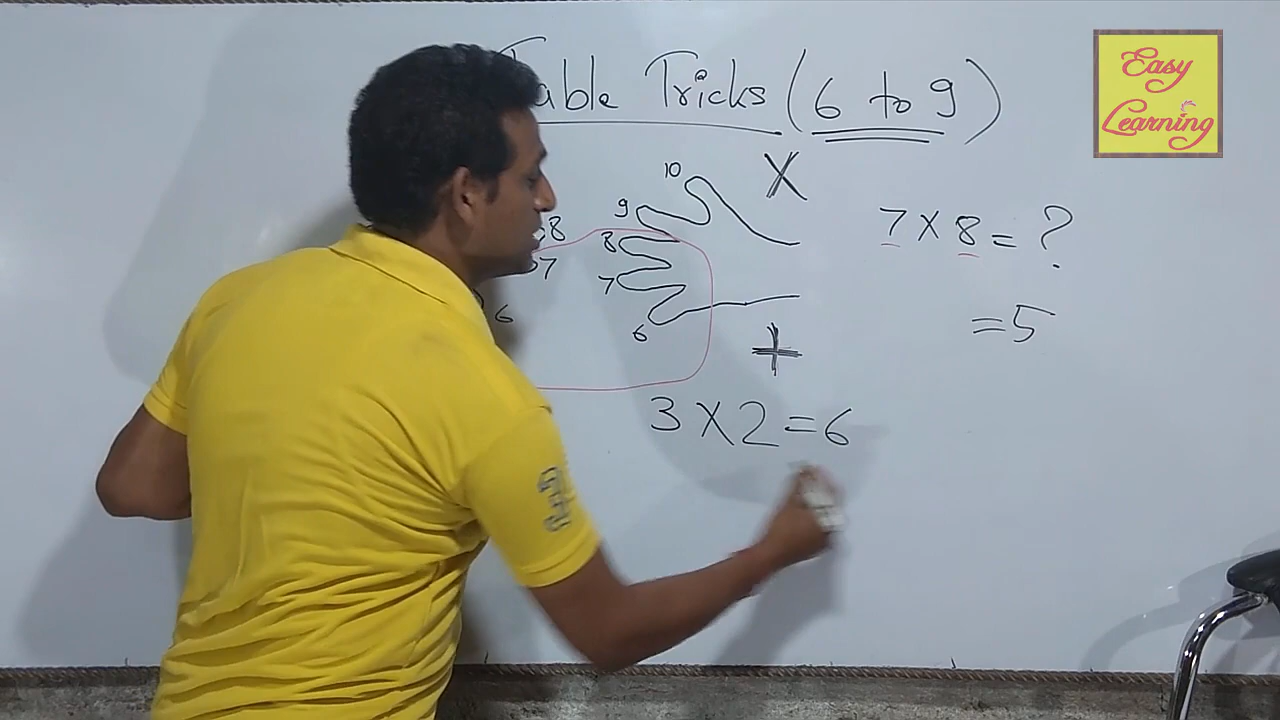 able Tricks (6 to 9)
Easy
Learning
10
X
9
8
8
7
7
6
6
7 X 8 = ?
= 5
+
3 X 2 = 6